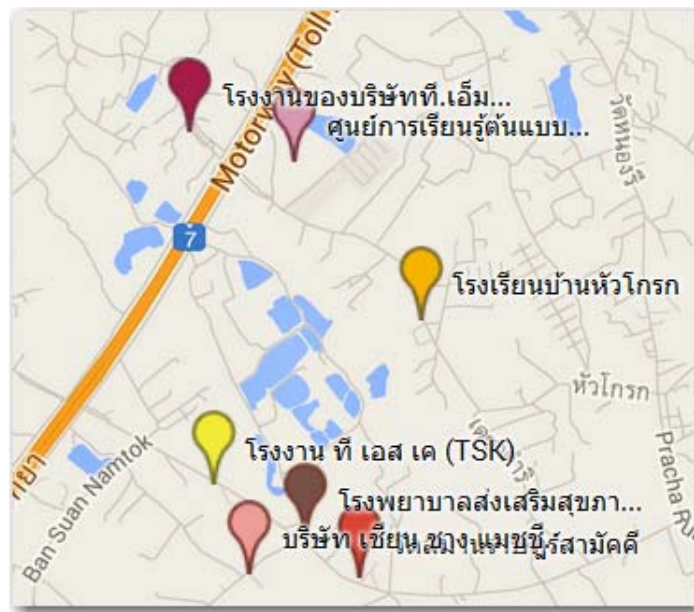 Motorway (Toll
โรงงานของบริษัทที.เอ็ม...
ศูนย์การเรียนรู้ต้นแบบ...
7
วัดหนองรี
โรงเรียนบ้านหัวโกรก
หัวโกรก
โรงงาน ที เอส เค (TSK)
Ban Suan Namtok
Pracha
โรงพยาบาลส่งเสริมสุขภา...
บริษัท เชียน ชาง แมชชี
สามัคคี